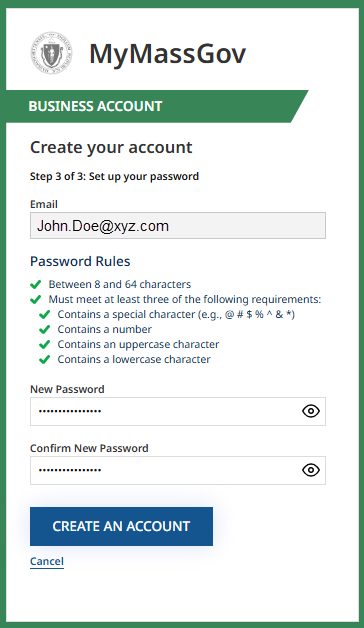 MyMassGov
BUSINESS ACCOUNT
Create your account
Step 3 of 3: Set up your password
Email
John.Doe@xyz.com
Password Rules
Between 8 and 64 characters
Must meet at least three of the following requirements:
Contains a special character (e.g., @ # $ % ^ & *)
Contains a number
Contains an uppercase character
Contains a lowercase character
New Password
••••••••••••••••
Confirm New Password
••••••••••••••••
CREATE AN ACCOUNT
Cancel